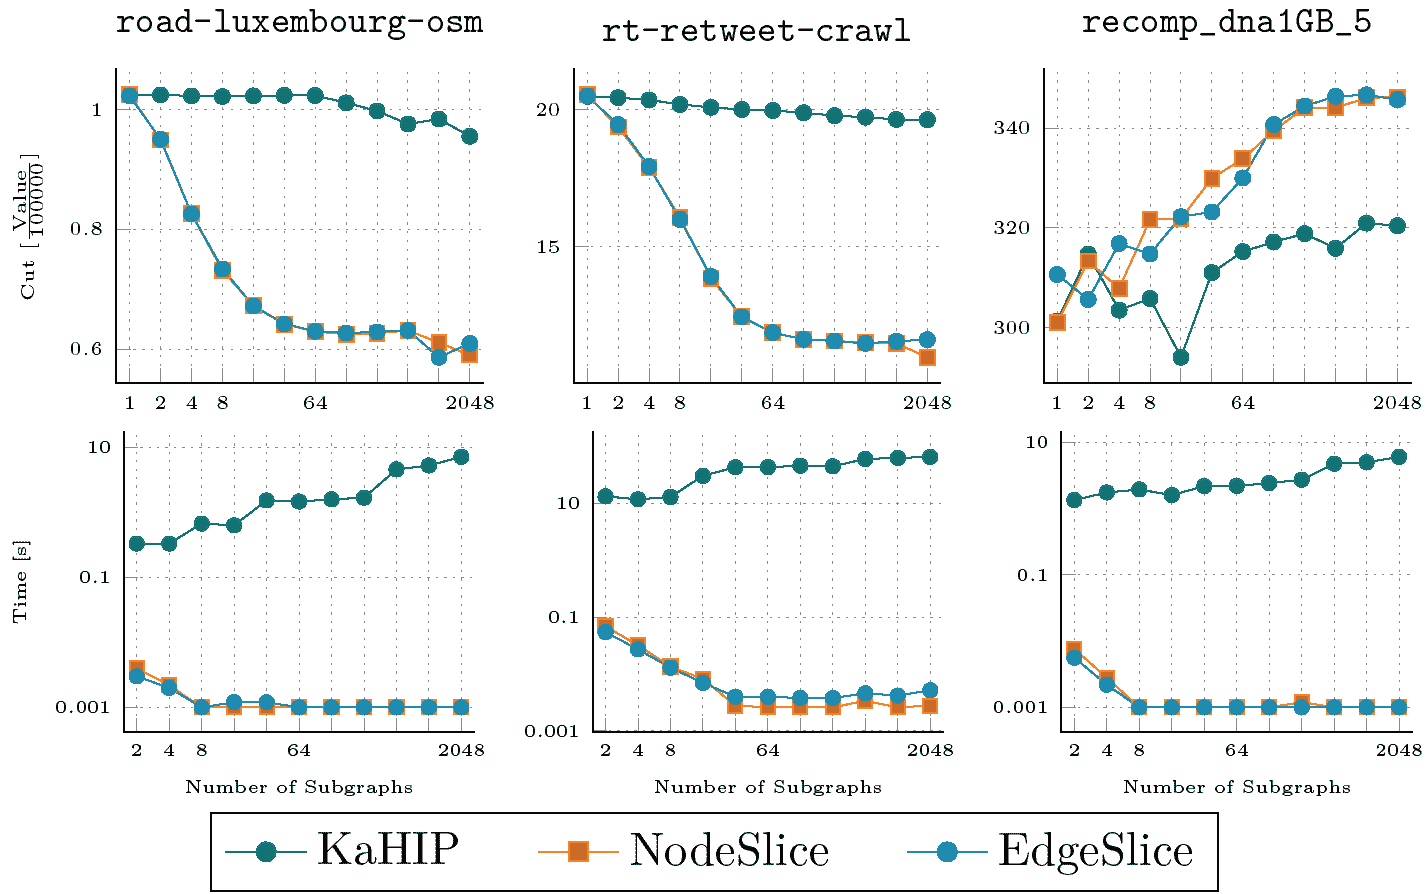 road-luxembourg-osm
rt-retweet-crawl
recomp_dna1GB_5
Cut [Value/100000]
1
0.8
0.6
1 2 4 8 64 2048
20
15
1 2 4 8 64 2048
340
320
300
1 2 4 8 64 2048
Time [s]
10
0.1
0.001
2 4 8 64 2048
Number of Subgraphs
10
0.1
0.001
2 4 8 64 2048
Number of Subgraphs
10
0.1
0.001
2 4 8 64 2048
Number of Subgraphs
KaHIP
NodeSlice
EdgeSlice